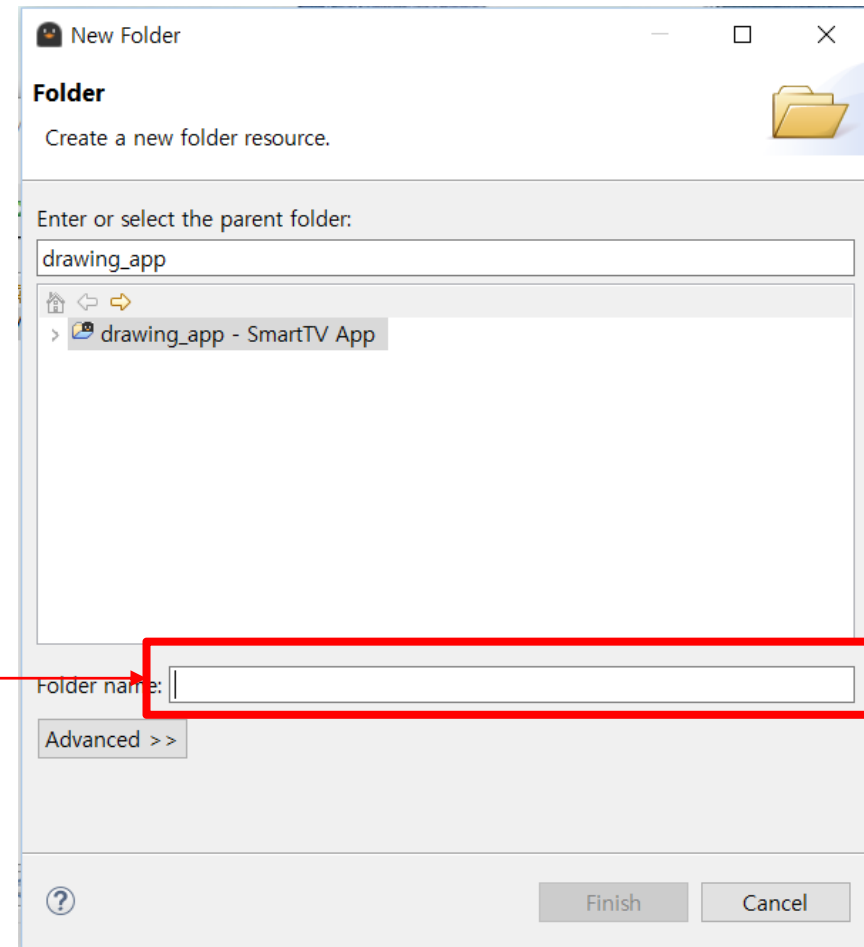 New Folder
Folder
Create a new folder resource.
Enter or select the parent folder:
drawing_app
drawing_app - SmartTV App
Folder name:
Advanced >>
Finish
Cancel